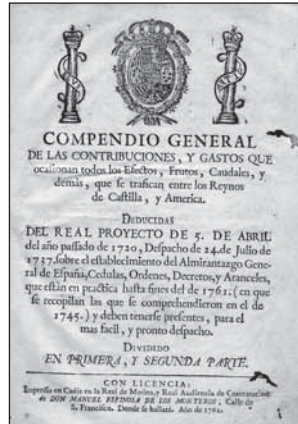 COMPENDIO GENERAL
DE LAS CONTRIBUCIONES, Y GASTOS QUE
ocasionan todos los Efectos, Frutos, Caudales, y
demás, que se trafican entre los Reynos
de Castilla, y America.
DEDUCIDAS
DEL REAL PROYECTO DE 5. DE ABRIL
del año passado de 1720, Despacho de 24. de Julio de
1737. sobre el establecimiento del Almirantazgo Gene-
ral de España, Cedulas, Ordenes, Decretos, y Aranceles,
que están en practica hasta fines del de 1761. (en que
se recopilan las que se comprehendieron en el de
1745.) y deben tenerse presentes, para el
mas facil, y pronto despacho.
DIVIDIDO
EN PRIMERA, Y SEGUNDA PARTE.
CON LICENCIA:
Impresso en Cadiz en la Real de Marina, y Real Audiencia de Contratacion
de DON MANUEL ESPINOSA DE LOS MONTEROS, Calle de
S. Francisco. Donde se hallará. Año de 1762.